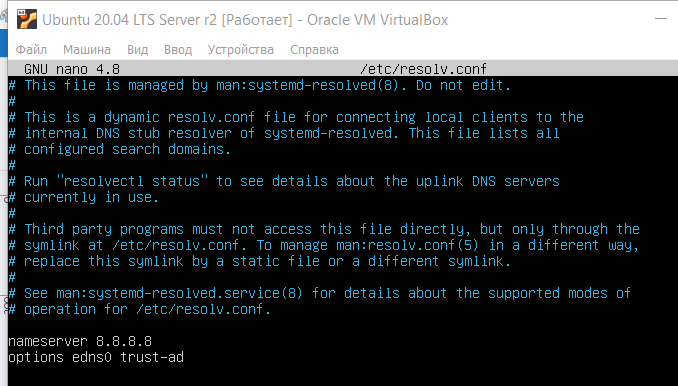 Ubuntu 20.04 LTS Server r2 [Работает] - Oracle VM VirtualBox
Файл Машина Вид Ввод Устройства Справка
GNU nano 4.8 /etc/resolv.conf
# This file is managed by man:systemd-resolved(8). Do not edit.
#
# This is a dynamic resolv.conf file for connecting local clients to the
# internal DNS stub resolver of systemd-resolved. This file lists all
# configured search domains.
#
# Run "resolvectl status" to see details about the uplink DNS servers
# currently in use.
#
# Third party programs must not access this file directly, but only through the
# symlink at /etc/resolv.conf. To manage man:resolv.conf(5) in a different way,
# replace this symlink by a static file or a different symlink.
#
# See man:systemd-resolved.service(8) for details about the supported modes of
# operation for /etc/resolv.conf.
nameserver 8.8.8.8
options edns0 trust-ad